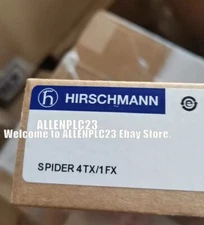 HIRSCHMANN
ALLENPLC23
Welcome to ALLENPLC23 Ebay Store.
SPIDER 4TX/1FX